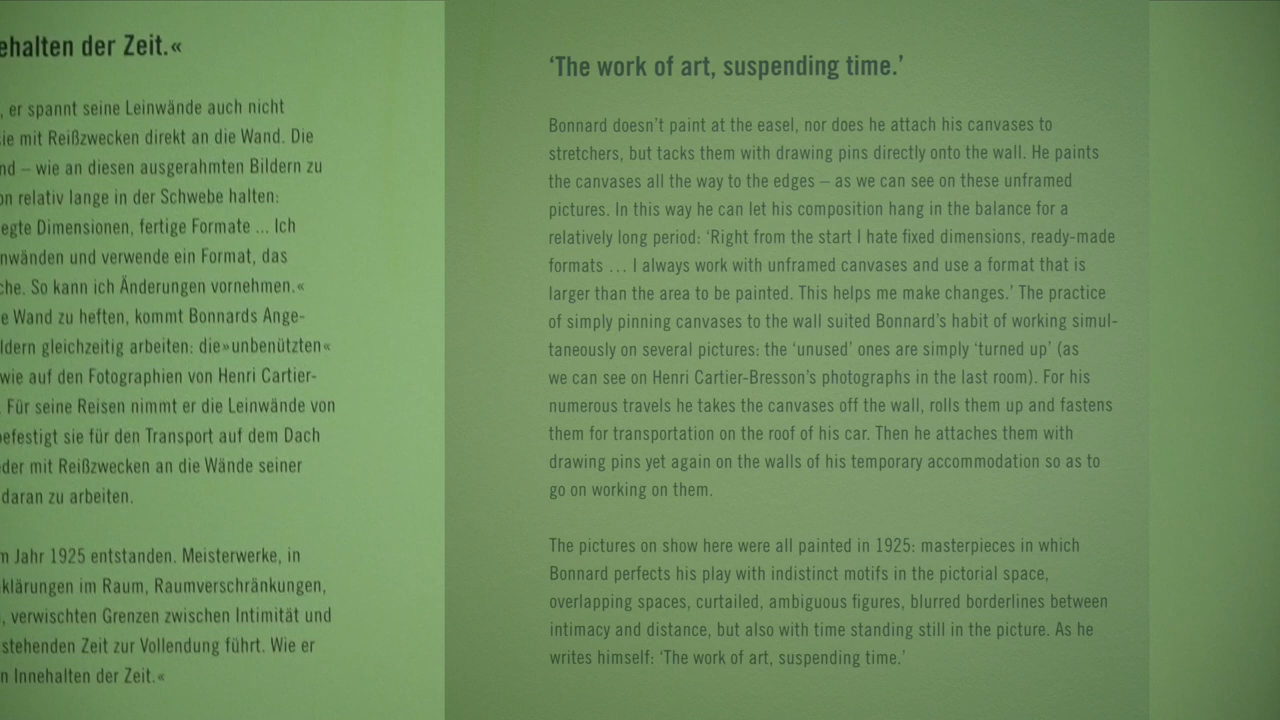 ehalten der Zeit.«
, er spannt seine Leinwände auch nicht
ie mit Reißzwecken direkt an die Wand. Die
nd – wie an diesen ausgerahmten Bildern zu
on relativ lange in der Schwebe halten:
egte Dimensionen, fertige Formate ... Ich
nwänden und verwende ein Format, das
che. So kann ich Änderungen vornehmen.«
e Wand zu heften, kommt Bonnards Ange-
ldern gleichzeitig arbeiten: die »unbenützten«
wie auf den Fotographien von Henri Cartier-
. Für seine Reisen nimmt er die Leinwände von
befestigt sie für den Transport auf dem Dach
der mit Reißzwecken an die Wände seiner
daran zu arbeiten.
m Jahr 1925 entstanden. Meisterwerke, in
klärungen im Raum, Raumverschränkungen,
, verwischten Grenzen zwischen Intimität und
stehenden Zeit zur Vollendung führt. Wie er
n Innehalten der Zeit.«
‘The work of art, suspending time.’
Bonnard doesn’t paint at the easel, nor does he attach his canvases to
stretchers, but tacks them with drawing pins directly onto the wall. He paints
the canvases all the way to the edges – as we can see on these unframed
pictures. In this way he can let his composition hang in the balance for a
relatively long period: ‘Right from the start I hate fixed dimensions, ready-made
formats ... I always work with unframed canvases and use a format that is
larger than the area to be painted. This helps me make changes.’ The practice
of simply pinning canvases to the wall suited Bonnard’s habit of working simul-
taneously on several pictures: the ‘unused’ ones are simply ‘turned up’ (as
we can see on Henri Cartier-Bresson’s photographs in the last room). For his
numerous travels he takes the canvases off the wall, rolls them up and fastens
them for transportation on the roof of his car. Then he attaches them with
drawing pins yet again on the walls of his temporary accommodation so as to
go on working on them.
The pictures on show here were all painted in 1925: masterpieces in which
Bonnard perfects his play with indistinct motifs in the pictorial space,
overlapping spaces, curtailed, ambiguous figures, blurred borderlines between
intimacy and distance, but also with time standing still in the picture. As he
writes himself: ‘The work of art, suspending time.’